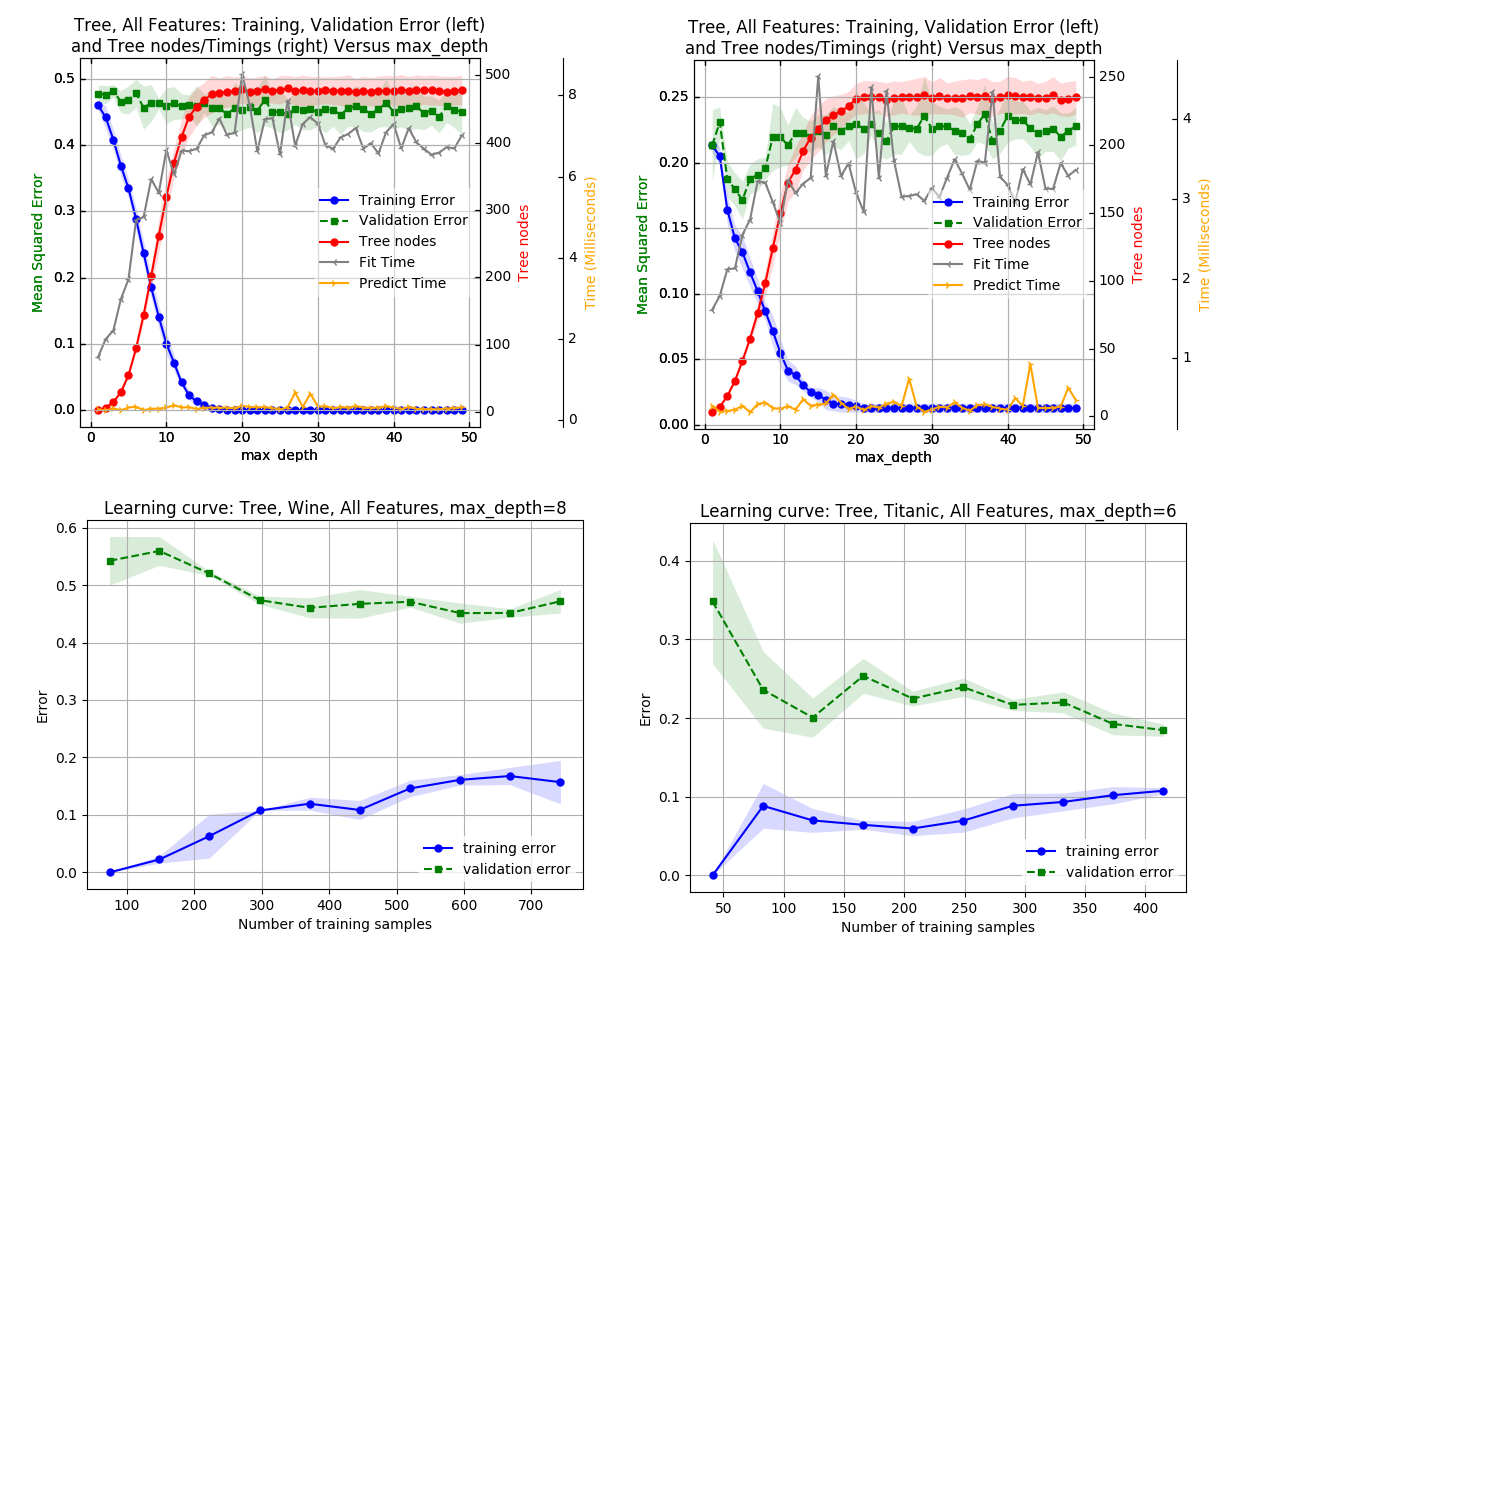 Tree, All Features: Training, Validation Error (left)
and Tree nodes/Timings (right) Versus max_depth
Mean Squared Error
0.5
0.4
0.3
0.2
0.1
0.0
0 10 20 30 40 50
max_depth
500
400
300
200
100
0
Tree nodes
8
6
4
2
0
Time (Milliseconds)
Training Error
Validation Error
Tree nodes
Fit Time
Predict Time
Tree, All Features: Training, Validation Error (left)
and Tree nodes/Timings (right) Versus max_depth
Mean Squared Error
0.25
0.20
0.15
0.10
0.05
0.00
0 10 20 30 40 50
max_depth
250
200
150
100
50
0
Tree nodes
4
3
2
1
Time (Milliseconds)
Training Error
Validation Error
Tree nodes
Fit Time
Predict Time
Learning curve: Tree, Wine, All Features, max_depth=8
Error
0.6
0.5
0.4
0.3
0.2
0.1
0.0
100 200 300 400 500 600 700
Number of training samples
training error
validation error
Learning curve: Tree, Titanic, All Features, max_depth=6
Error
0.4
0.3
0.2
0.1
0.0
50 100 150 200 250 300 350 400
Number of training samples
training error
validation error